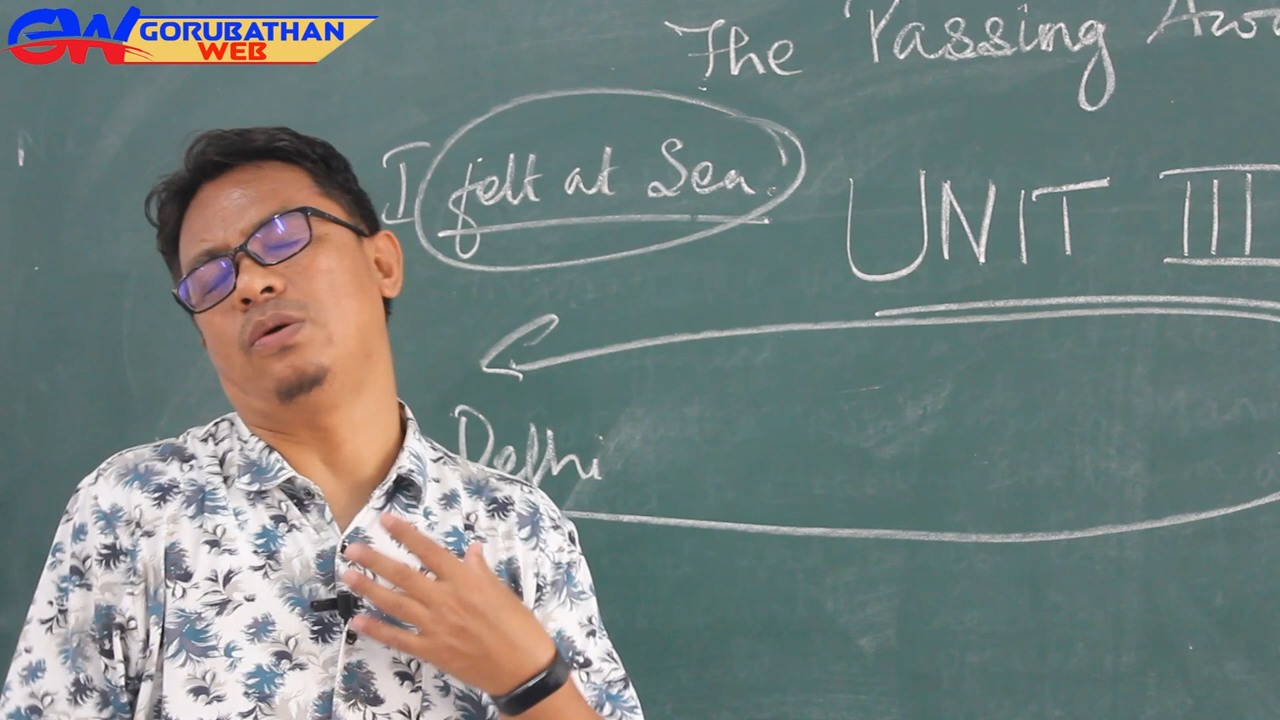 GW GORUBATHAN
WEB
The Passing
I felt at Sea.
UNIT III
Delhi